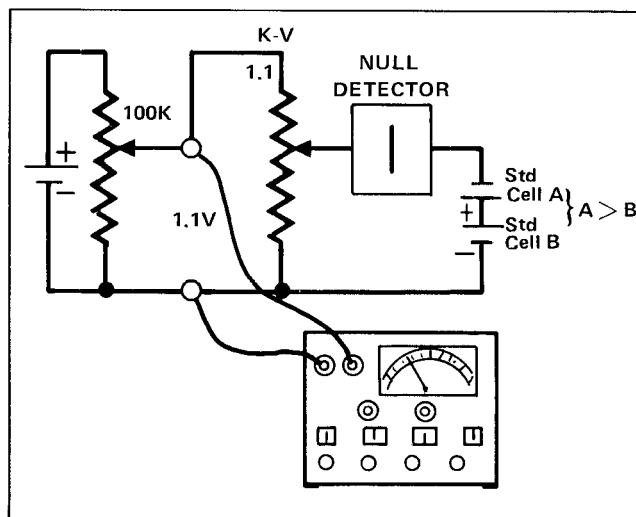 K-V
1.1
NULL
DETECTOR
100K
+
−
1.1V
Std
Cell A
+
Std
Cell B
−
} A > B